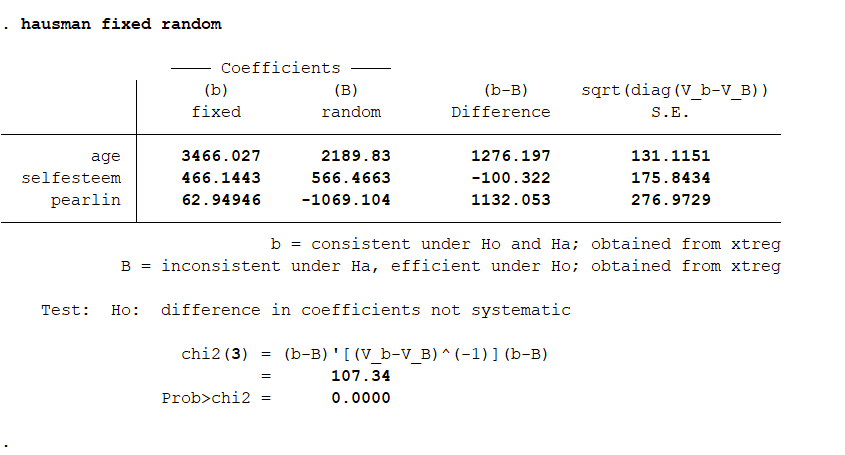 . hausman fixed random
Coefficients
(b) (B) (b-B) sqrt(diag(V_b-V_B))
fixed random Difference S.E.
age 3466.027 2189.83 1276.197 131.1151
selfesteem 466.1443 566.4663 -100.322 175.8434
pearlin 62.94946 -1069.104 1132.053 276.9729
b = consistent under Ho and Ha; obtained from xtreg
B = inconsistent under Ha, efficient under Ho; obtained from xtreg
Test: Ho: difference in coefficients not systematic
chi2(3) = (b-B)'[(V_b-V_B)^(-1)](b-B)
= 107.34
Prob>chi2 = 0.0000
.